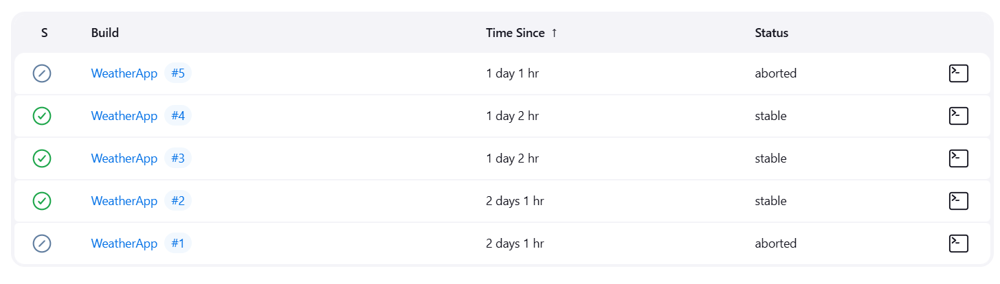 S Build Time Since ↑ Status
WeatherApp #5 1 day 1 hr aborted
WeatherApp #4 1 day 2 hr stable
WeatherApp #3 1 day 2 hr stable
WeatherApp #2 2 days 1 hr stable
WeatherApp #1 2 days 1 hr aborted